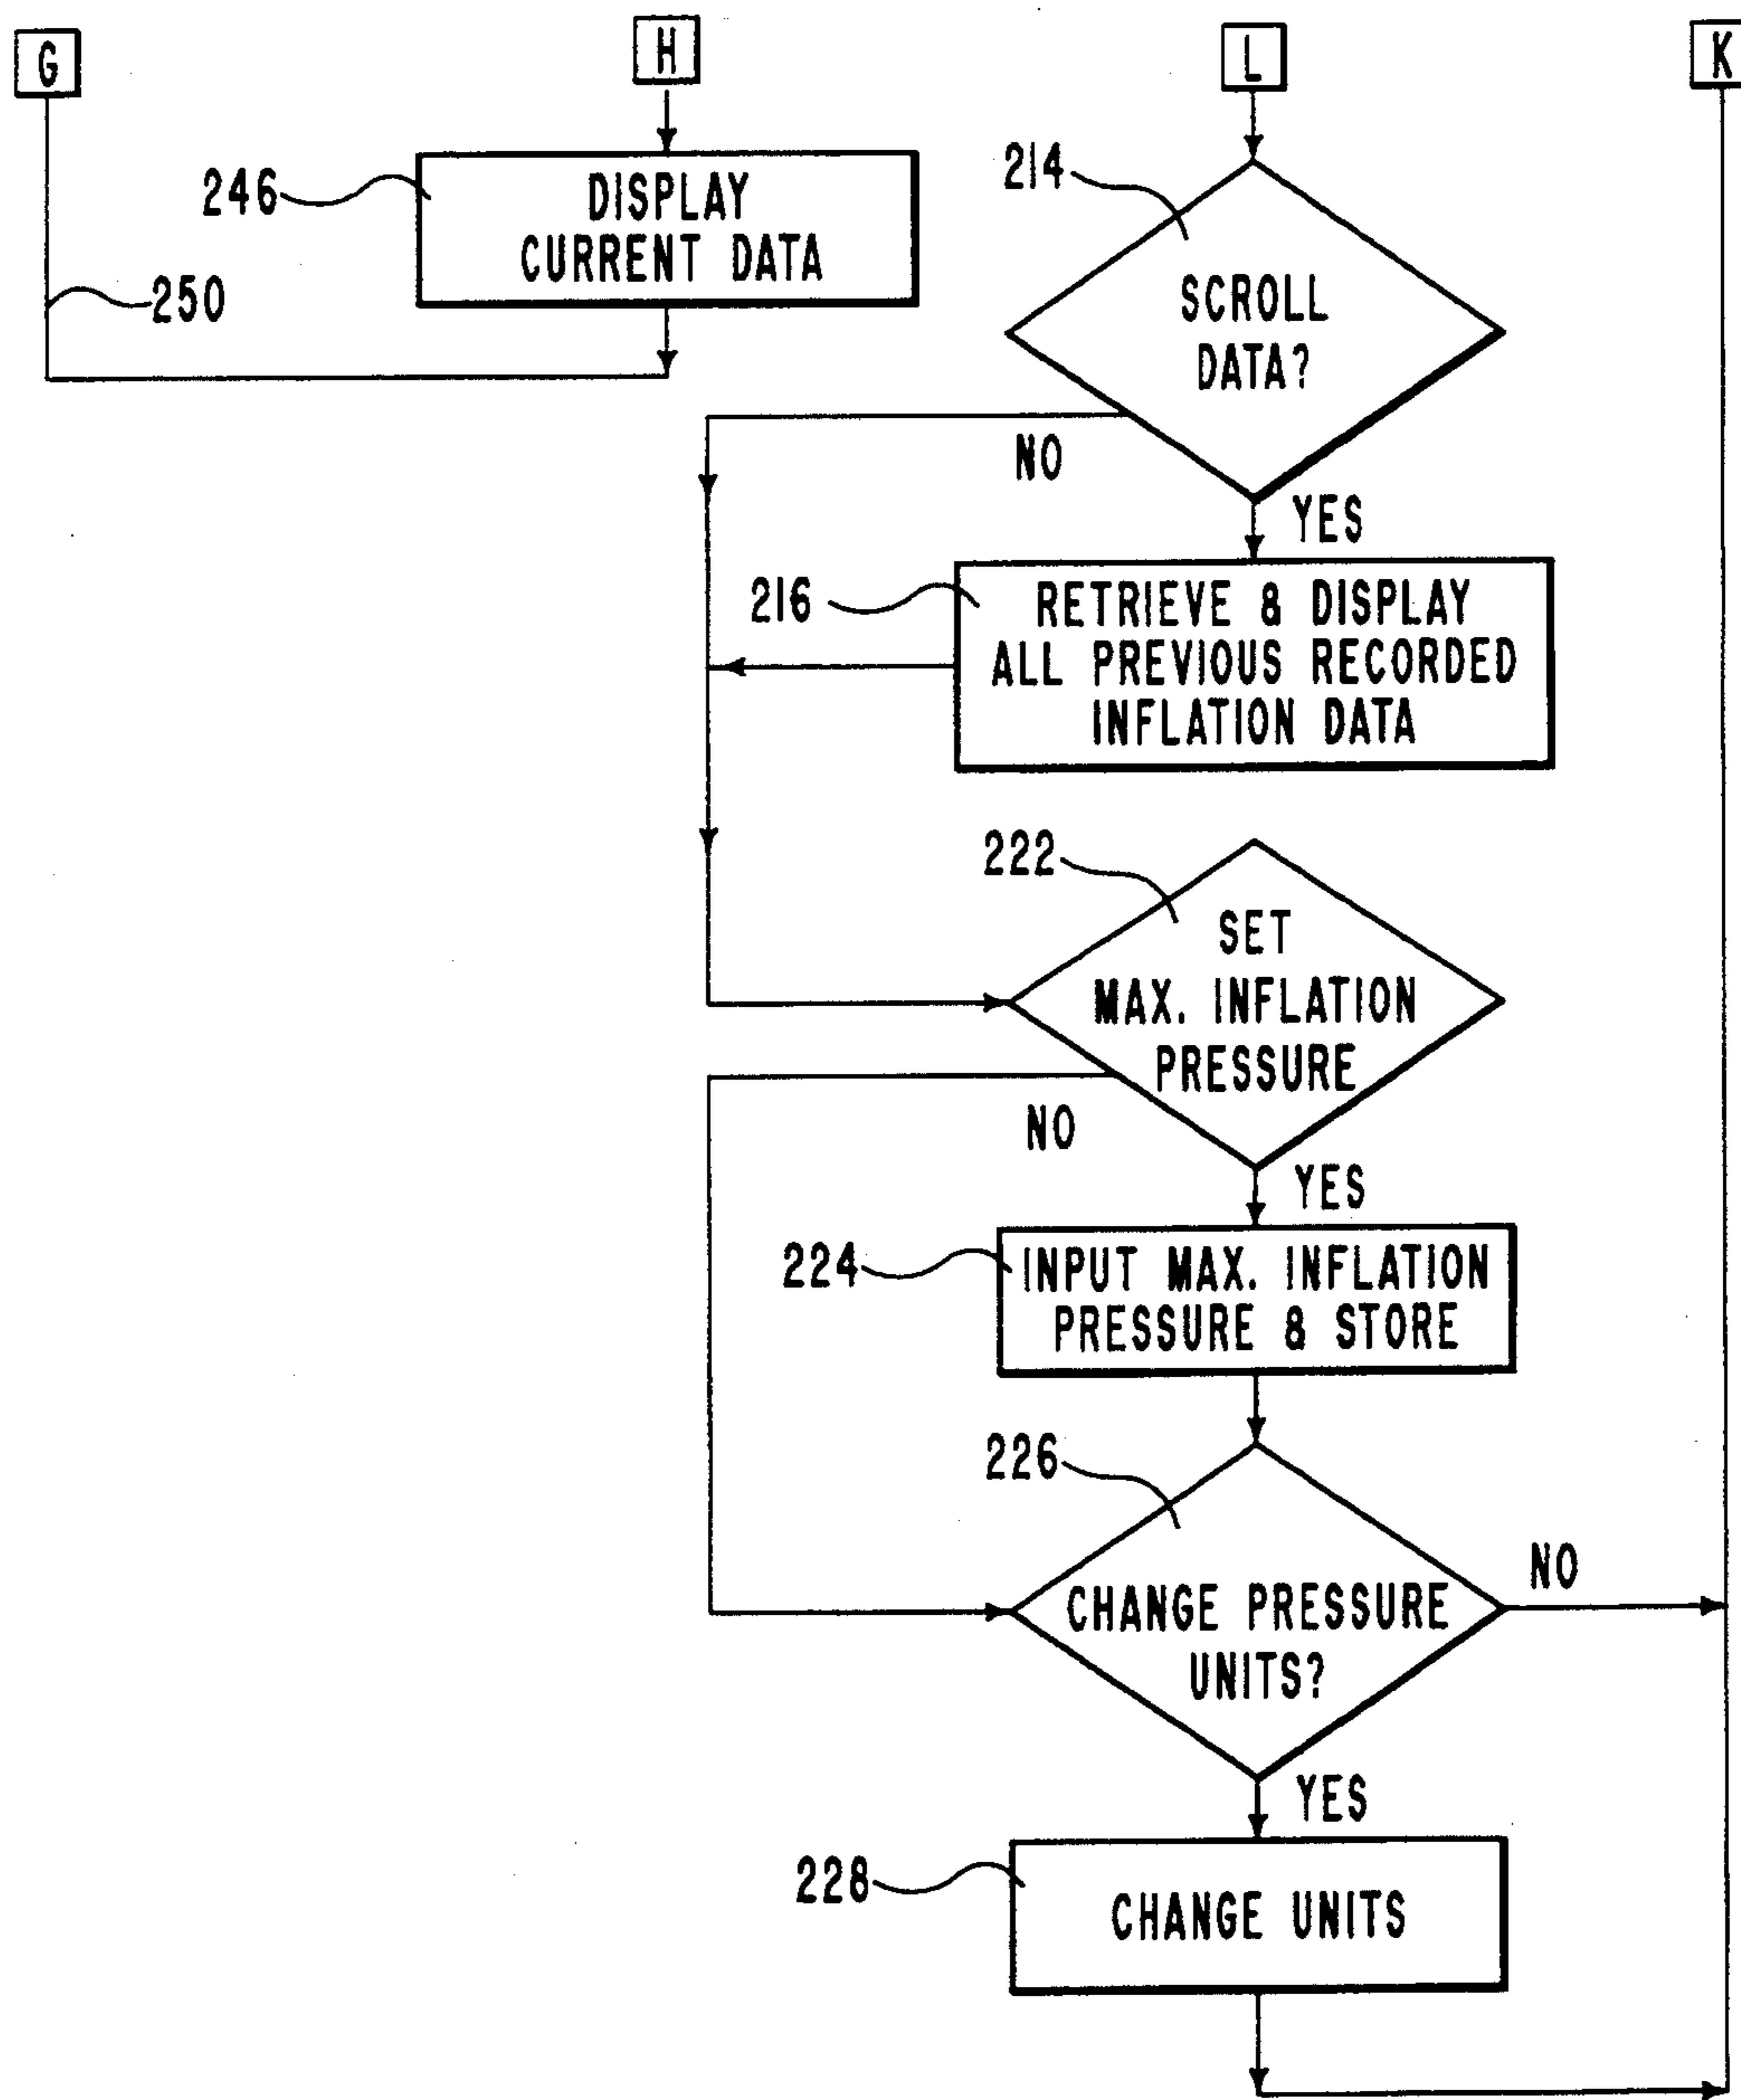 G
H
L
K
246
DISPLAY
CURRENT DATA
250
214
SCROLL
DATA?
NO
YES
216
RETRIEVE & DISPLAY
ALL PREVIOUS RECORDED
INFLATION DATA
222
SET
MAX. INFLATION
PRESSURE
NO
YES
224
INPUT MAX. INFLATION
PRESSURE & STORE
226
CHANGE PRESSURE
UNITS?
NO
YES
228
CHANGE UNITS